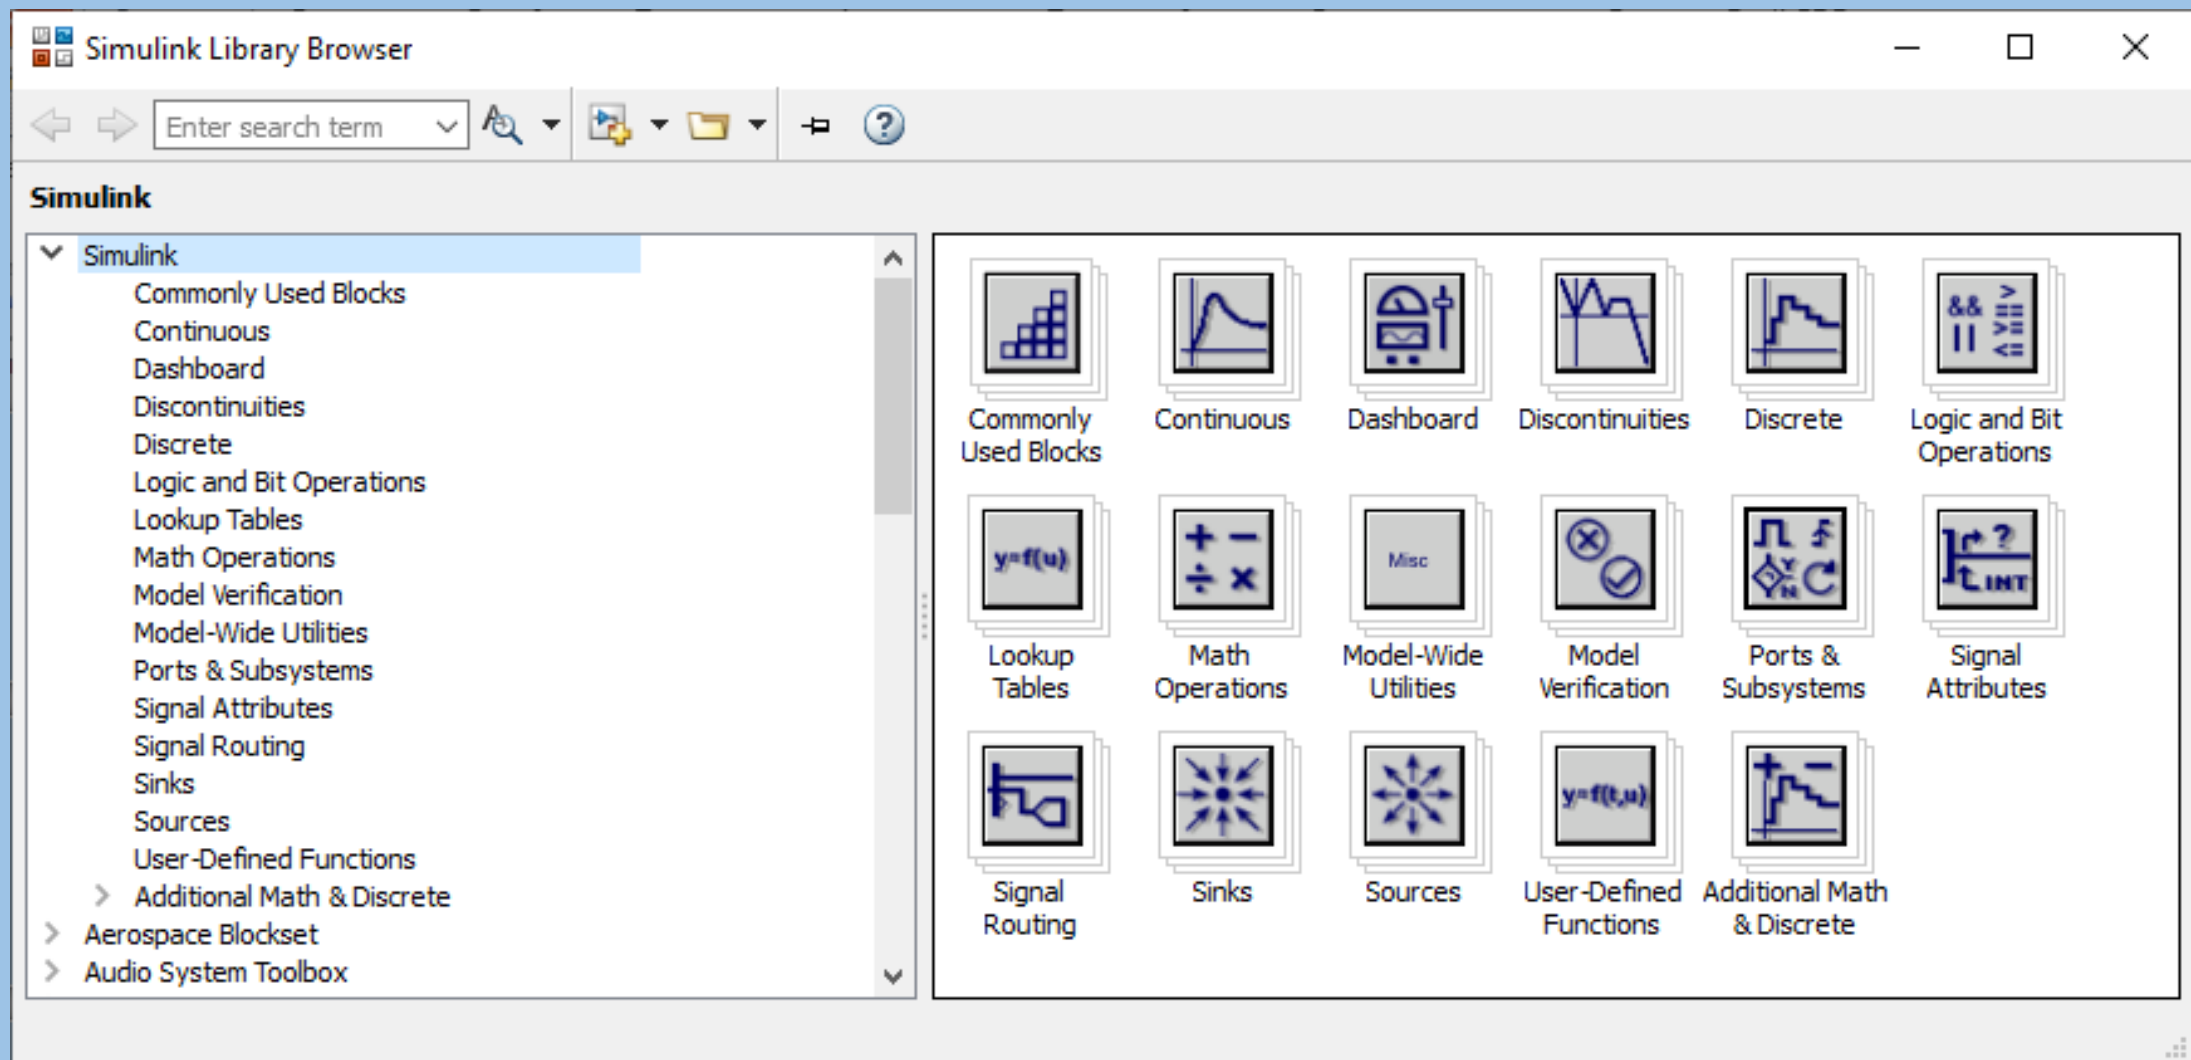 Simulink Library Browser
Enter search term
Simulink
Simulink
Commonly Used Blocks
Continuous
Dashboard
Discontinuities
Discrete
Logic and Bit Operations
Lookup Tables
Math Operations
Model Verification
Model-Wide Utilities
Ports & Subsystems
Signal Attributes
Signal Routing
Sinks
Sources
User-Defined Functions
Additional Math & Discrete
Aerospace Blockset
Audio System Toolbox
&& || > == >= <=
Commonly
Used Blocks
Continuous
Dashboard
Discontinuities
Discrete
Logic and Bit
Operations
y=f(u)
+ − ÷ ×
Misc
Y
N
?
t INT
Lookup
Tables
Math
Operations
Model-Wide
Utilities
Model
Verification
Ports &
Subsystems
Signal
Attributes
y=f(t,u)
+ −
Signal
Routing
Sinks
Sources
User-Defined
Functions
Additional Math
& Discrete